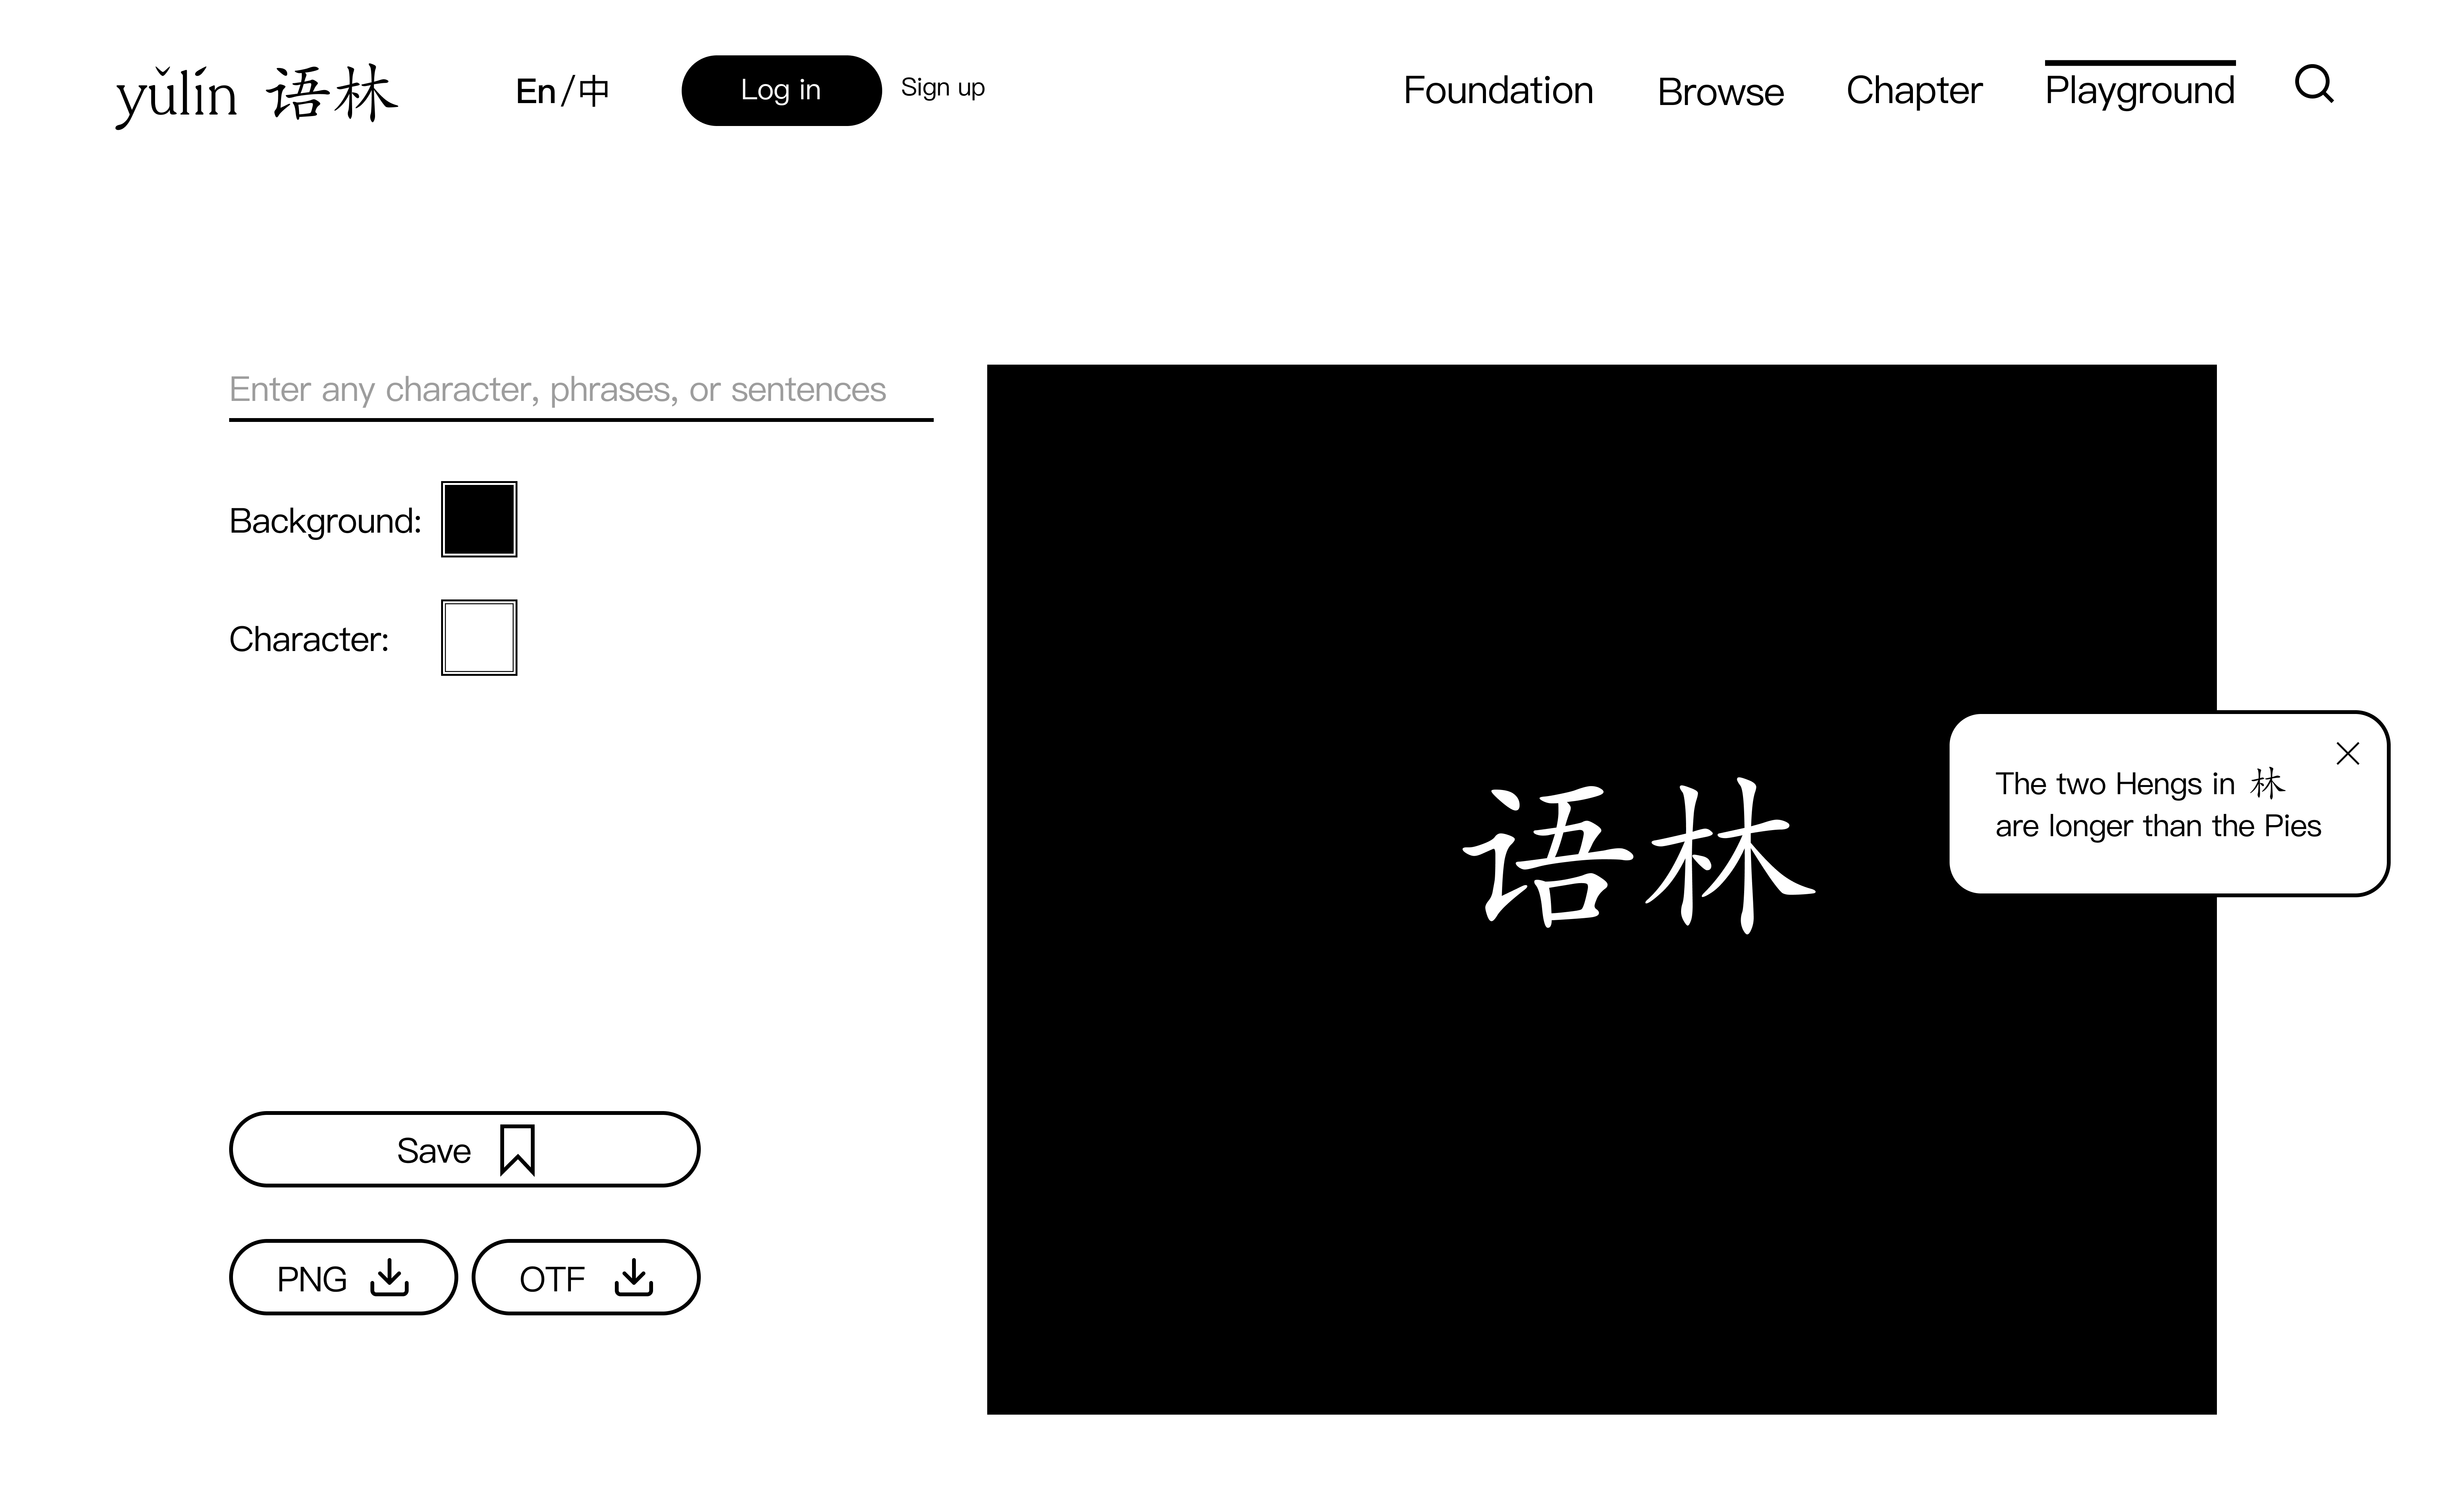 yǔlín 语林
En/中
Log in
Sign up
Foundation
Browse
Chapter
Playground
Enter any character, phrases, or sentences
Background:
Character:
语林
The two Hengs in 林
are longer than the Pies
Save
PNG
OTF